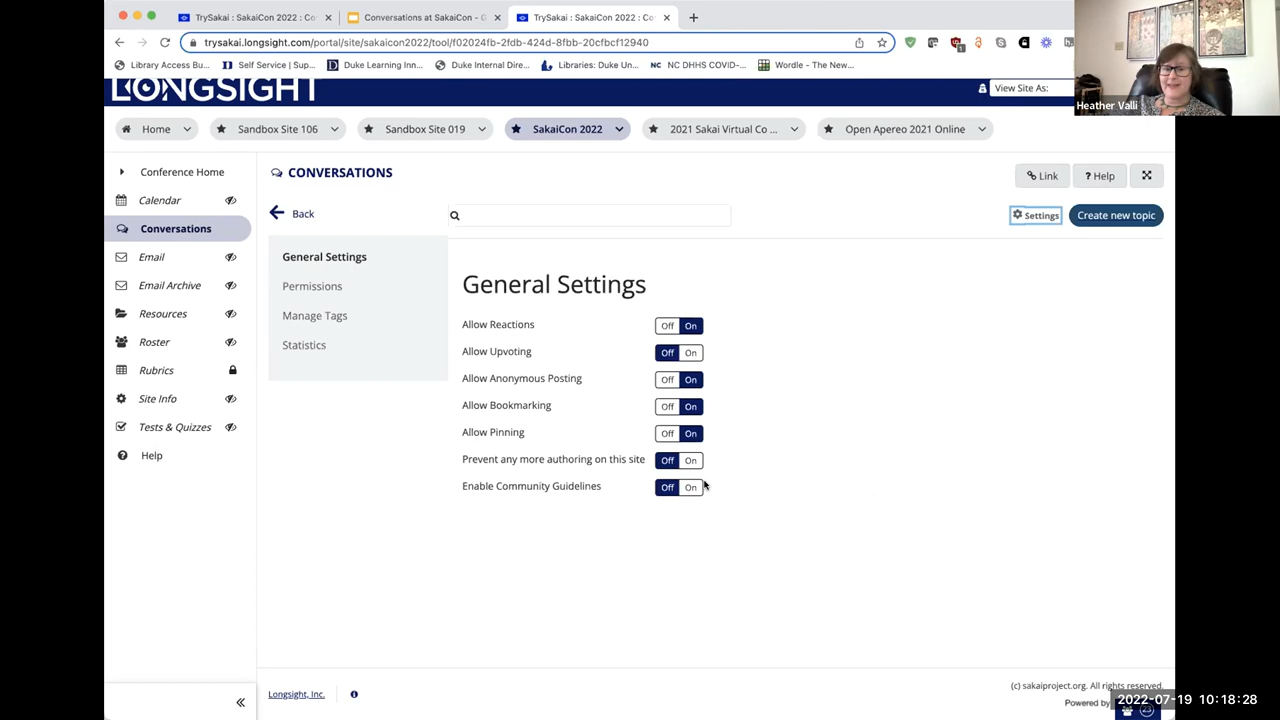 TrySakai : SakaiCon 2022 : Co
Conversations at SakaiCon - G
TrySakai : SakaiCon 2022 : Co
trysakai.longsight.com/portal/site/sakaicon2022/tool/f02024fb-2fdb-424d-8fbb-20cfbcf12940
Library Access Bu...
Self Service | Sup...
Duke Learning Inn...
Duke Internal Dire...
Libraries: Duke Un...
NC NC DHHS COVID-...
Wordle - The New...
Heather Valli
LONGSIGHT
View Site As:
Home
Sandbox Site 106
Sandbox Site 019
SakaiCon 2022
2021 Sakai Virtual Co ...
Open Apereo 2021 Online
Conference Home
Calendar
Conversations
Email
Email Archive
Resources
Roster
Rubrics
Site Info
Tests & Quizzes
Help
CONVERSATIONS
Link
? Help
Back
Settings
Create new topic
General Settings
Permissions
Manage Tags
Statistics
General Settings
Allow Reactions Off On
Allow Upvoting Off On
Allow Anonymous Posting Off On
Allow Bookmarking Off On
Allow Pinning Off On
Prevent any more authoring on this site Off On
Enable Community Guidelines Off On
Longsight, Inc.
(c) sakaiproject.org. All rights reserved.
Powered by
2022-07-19 10:18:28